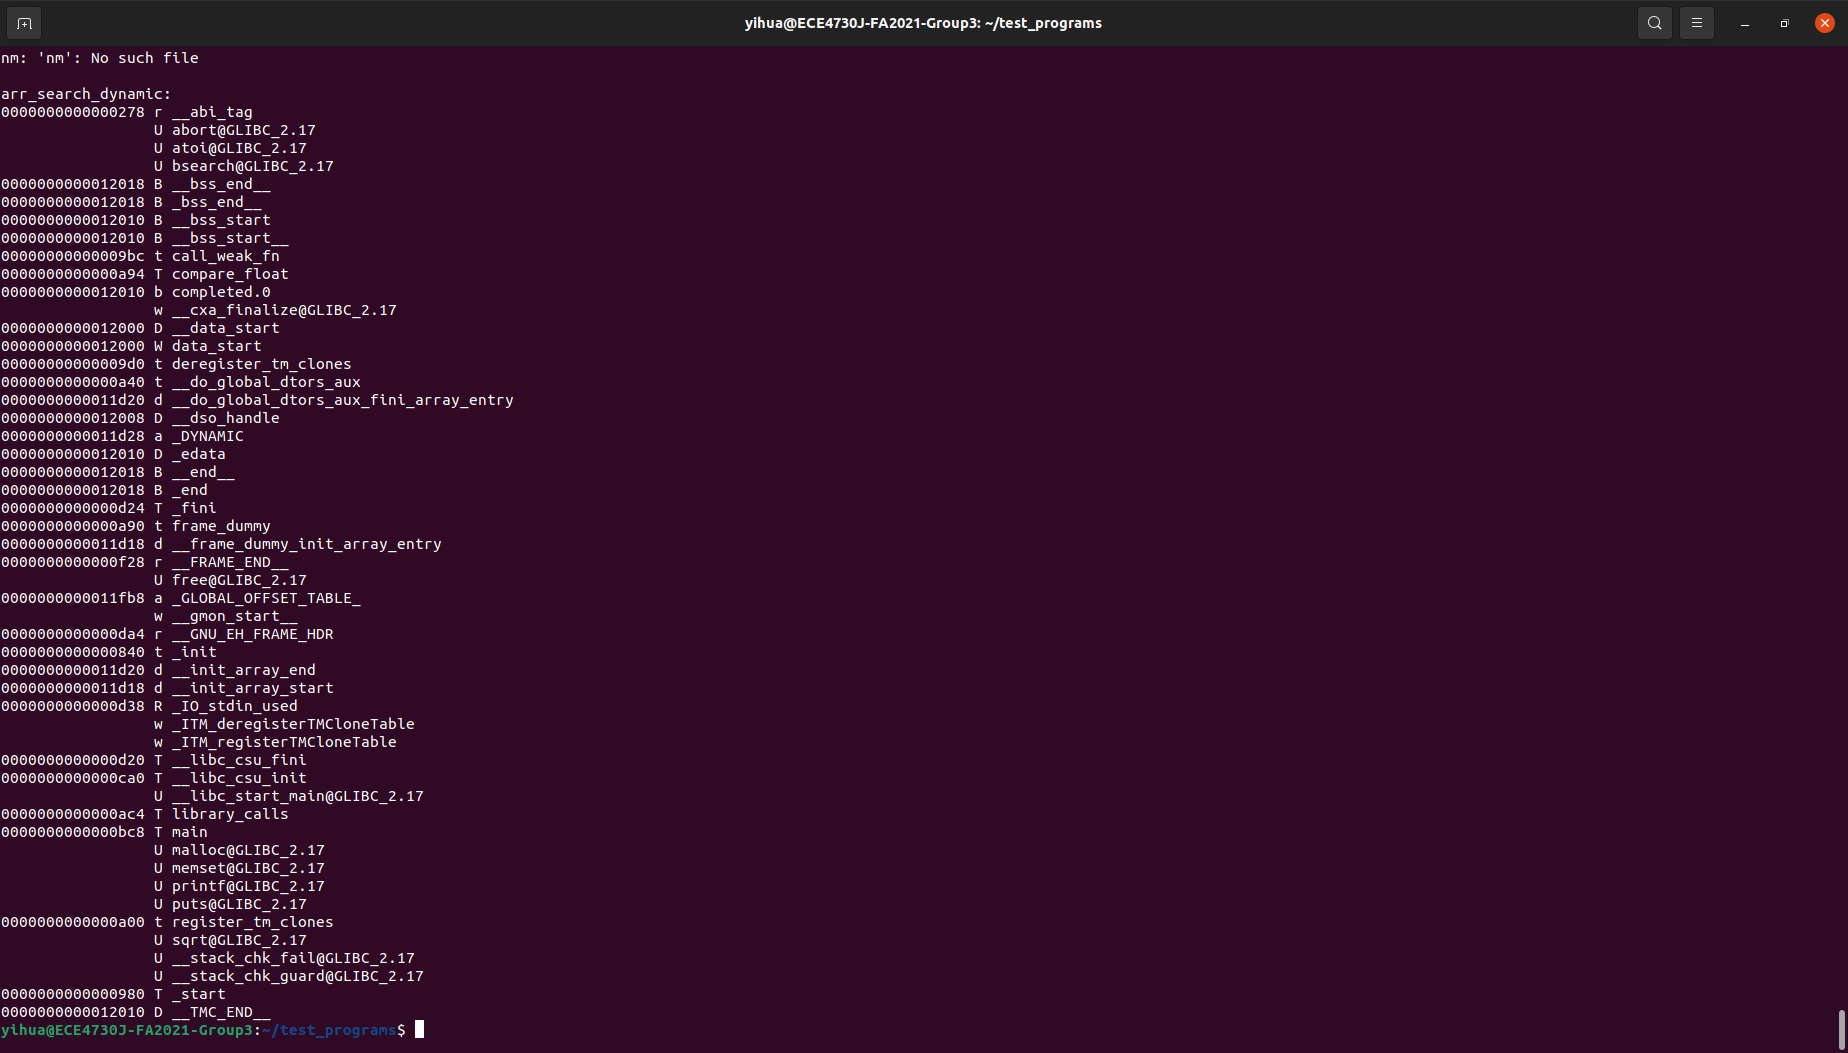 yihua@ECE4730J-FA2021-Group3: ~/test_programs
nm: 'nm': No such file
arr_search_dynamic:
0000000000000278 r __abi_tag
                 U abort@GLIBC_2.17
                 U atoi@GLIBC_2.17
                 U bsearch@GLIBC_2.17
0000000000012018 B __bss_end__
0000000000012018 B _bss_end__
0000000000012010 B __bss_start
0000000000012010 B __bss_start__
00000000000009bc t call_weak_fn
0000000000000a94 T compare_float
0000000000012010 b completed.0
                 w __cxa_finalize@GLIBC_2.17
0000000000012000 D __data_start
0000000000012000 W data_start
00000000000009d0 t deregister_tm_clones
0000000000000a40 t __do_global_dtors_aux
0000000000011d20 d __do_global_dtors_aux_fini_array_entry
0000000000012008 D __dso_handle
0000000000011d28 a _DYNAMIC
0000000000012010 D _edata
0000000000012018 B __end__
0000000000012018 B _end
0000000000000d24 T _fini
0000000000000a90 t frame_dummy
0000000000011d18 d __frame_dummy_init_array_entry
0000000000000f28 r __FRAME_END__
                 U free@GLIBC_2.17
0000000000011fb8 a _GLOBAL_OFFSET_TABLE_
                 w __gmon_start__
0000000000000da4 r __GNU_EH_FRAME_HDR
0000000000000840 t _init
0000000000011d20 d __init_array_end
0000000000011d18 d __init_array_start
0000000000000d38 R _IO_stdin_used
                 w _ITM_deregisterTMCloneTable
                 w _ITM_registerTMCloneTable
0000000000000d20 T __libc_csu_fini
0000000000000ca0 T __libc_csu_init
                 U __libc_start_main@GLIBC_2.17
0000000000000ac4 T library_calls
0000000000000bc8 T main
                 U malloc@GLIBC_2.17
                 U memset@GLIBC_2.17
                 U printf@GLIBC_2.17
                 U puts@GLIBC_2.17
0000000000000a00 t register_tm_clones
                 U sqrt@GLIBC_2.17
                 U __stack_chk_fail@GLIBC_2.17
                 U __stack_chk_guard@GLIBC_2.17
0000000000000980 T _start
0000000000012010 D __TMC_END__
yihua@ECE4730J-FA2021-Group3:~/test_programs$